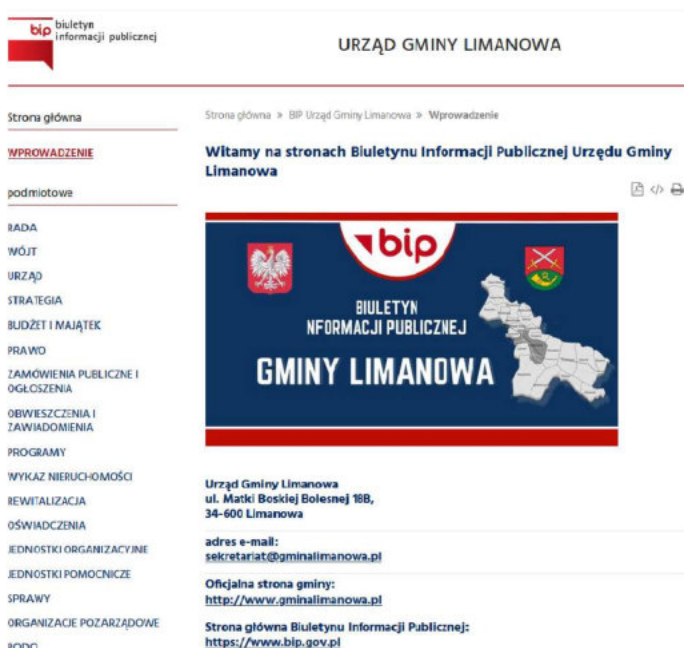 bip biuletyn
informacji publicznej
URZĄD GMINY LIMANOWA
Strona główna
WPROWADZENIE
podmiotowe
RADA
WÓJT
URZĄD
STRATEGIA
BUDŻET I MAJĄTEK
PRAWO
ZAMÓWIENIA PUBLICZNE I
OGŁOSZENIA
OBWIESZCZENIA I
ZAWIADOMIENIA
PROGRAMY
WYKAZ NIERUCHOMOŚCI
REWITALIZACJA
OŚWIADCZENIA
JEDNOSTKI ORGANIZACYJNE
JEDNOSTKI POMOCNICZE
SPRAWY
ORGANIZACJE POZARZĄDOWE
RODO
Strona główna > BIP Urząd Gminy Limanowa > Wprowadzenie
Witamy na stronach Biuletynu Informacji Publicznej Urzędu Gminy
Limanowa
bip
BIULETYN
NFORMACJI PUBLICZNEJ
GMINY LIMANOWA
Urząd Gminy Limanowa
ul. Matki Boskiej Bolesnej 18B,
34-600 Limanowa
adres e-mail:
sekretariat@gminalimanowa.pl
Oficjalna strona gminy:
http://www.gminalimanowa.pl
Strona główna Biuletynu Informacji Publicznej:
https://www.bip.gov.pl